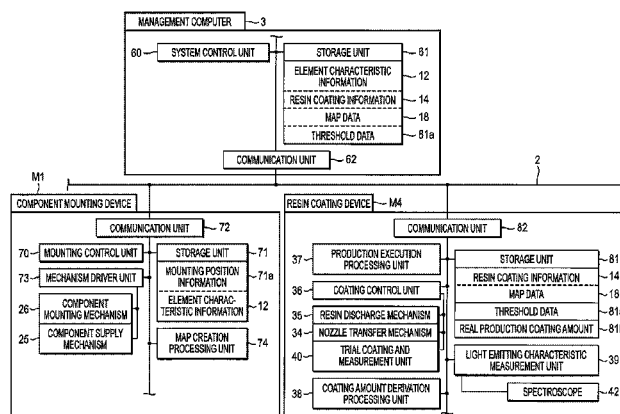 MANAGEMENT COMPUTER 3
60 SYSTEM CONTROL UNIT
STORAGE UNIT 61
ELEMENT CHARACTERISTIC INFORMATION 12
RESIN COATING INFORMATION 14
MAP DATA 18
THRESHOLD DATA 61a
COMMUNICATION UNIT 62
2
M1
COMPONENT MOUNTING DEVICE
COMMUNICATION UNIT 72
70 MOUNTING CONTROL UNIT
73 MECHANISM DRIVER UNIT
26 COMPONENT MOUNTING MECHANISM
25 COMPONENT SUPPLY MECHANISM
STORAGE UNIT 71
MOUNTING POSITION INFORMATION 71a
ELEMENT CHARAC-
TERISTIC INFORMATION 12
MAP CREATION PROCESSING UNIT 74
RESIN COATING DEVICE M4
COMMUNICATION UNIT 82
37 PRODUCTION EXECUTION PROCESSING UNIT
36 COATING CONTROL UNIT
35 RESIN DISCHARGE MECHANISM
34 NOZZLE TRANSFER MECHANISM
40 TRIAL COATING AND MEASUREMENT UNIT
38 COATING AMOUNT DERIVATION PROCESSING UNIT
STORAGE UNIT 81
RESIN COATING INFORMATION 14
MAP DATA 18
THRESHOLD DATA 81a
REAL PRODUCTION COATING AMOUNT 81b
LIGHT EMITTING CHARACTERISTIC MEASUREMENT UNIT 39
SPECTROSCOPE 42